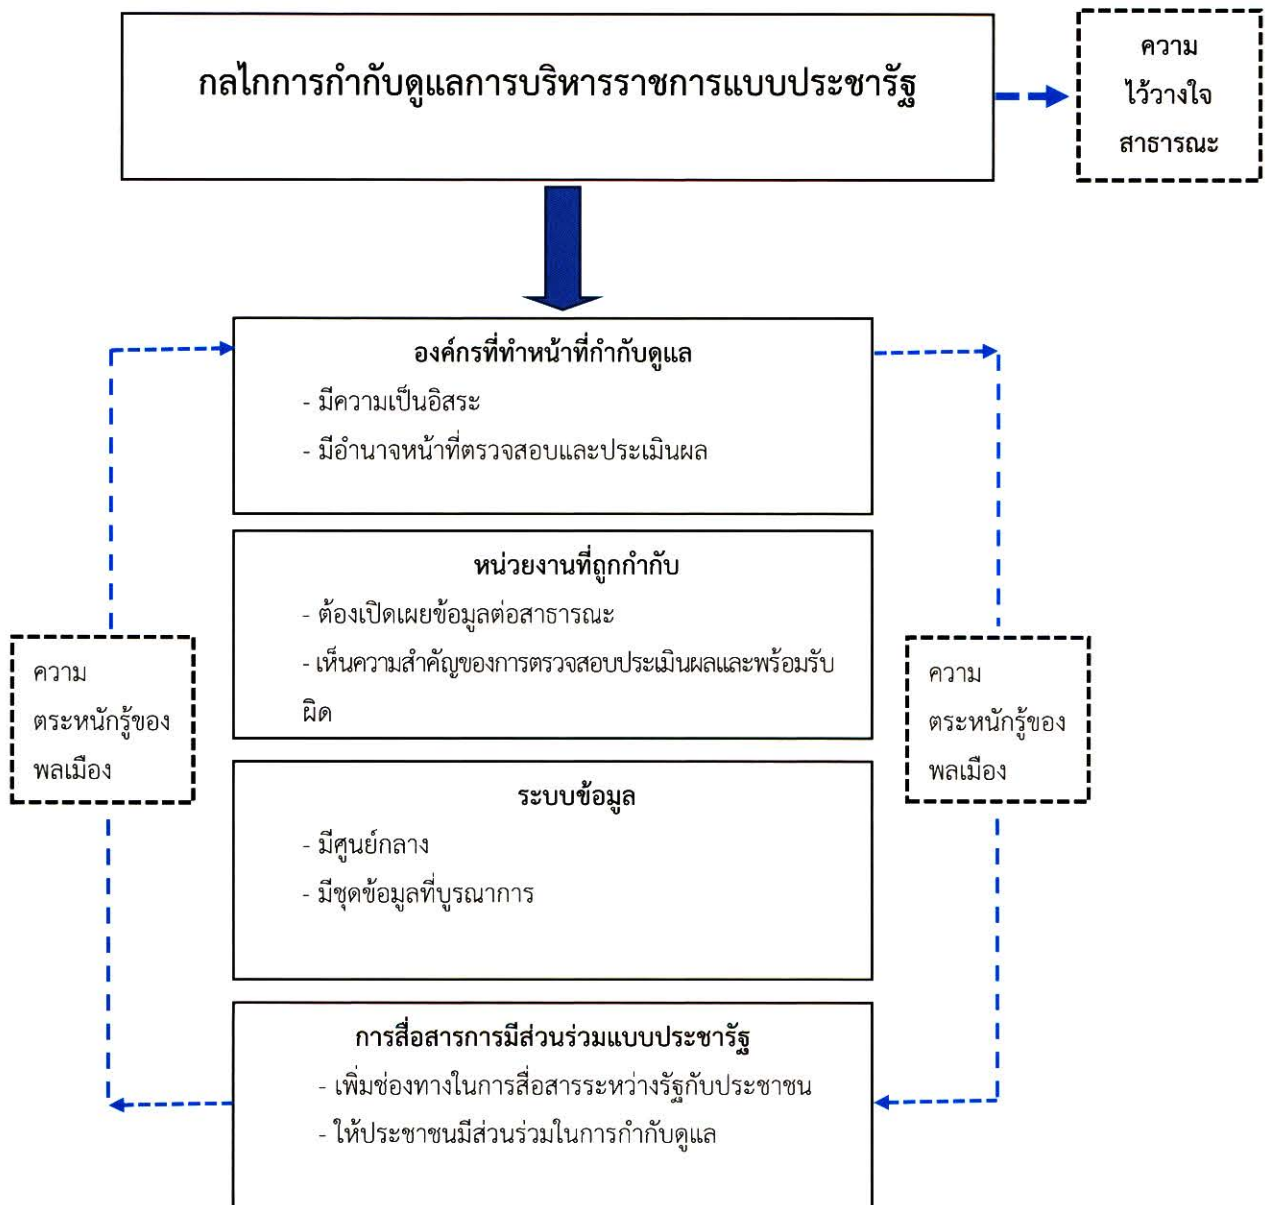 กลไกการกำกับดูแลการบริหารราชการแบบประชารัฐ
ความ
ไว้วางใจ
สาธารณะ
องค์กรที่ทำหน้าที่กำกับดูแล
- มีความเป็นอิสระ
- มีอำนาจหน้าที่ตรวจสอบและประเมินผล
หน่วยงานที่ถูกกำกับ
- ต้องเปิดเผยข้อมูลต่อสาธารณะ
- เห็นความสำคัญของการตรวจสอบประเมินผลและพร้อมรับ
ผิด
ความ
ตระหนักรู้ของ
พลเมือง
ความ
ตระหนักรู้ของ
พลเมือง
ระบบข้อมูล
- มีศูนย์กลาง
- มีชุดข้อมูลที่บูรณาการ
การสื่อสารการมีส่วนร่วมแบบประชารัฐ
- เพิ่มช่องทางในการสื่อสารระหว่างรัฐกับประชาชน
- ให้ประชาชนมีส่วนร่วมในการกำกับดูแล